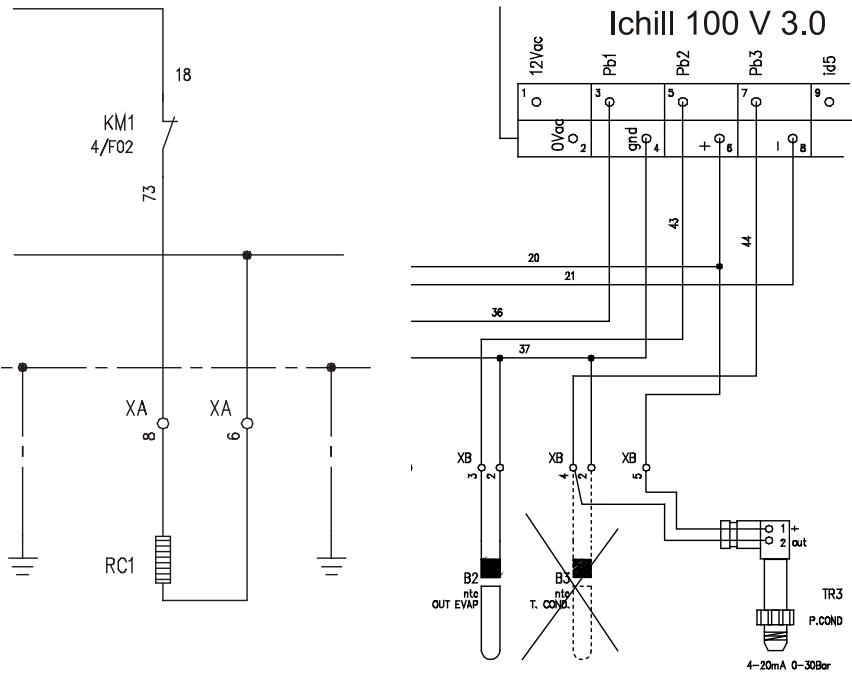 Ichill 100 V 3.0
12Vac
Pb1
Pb2
Pb3
id5
1
3
5
7
9
0Vac
2
gnd
4
+
6
–
8
18
KM1
4/F02
73
43
44
20
21
36
37
XA
8
XA
6
XB
3
2
XB
4
2
XB
5
RC1
B2
ntc
OUT EVAP
B3
ntc
T. COND.
1 +
2 out
TR3
P.COND
4–20mA 0–30Bar